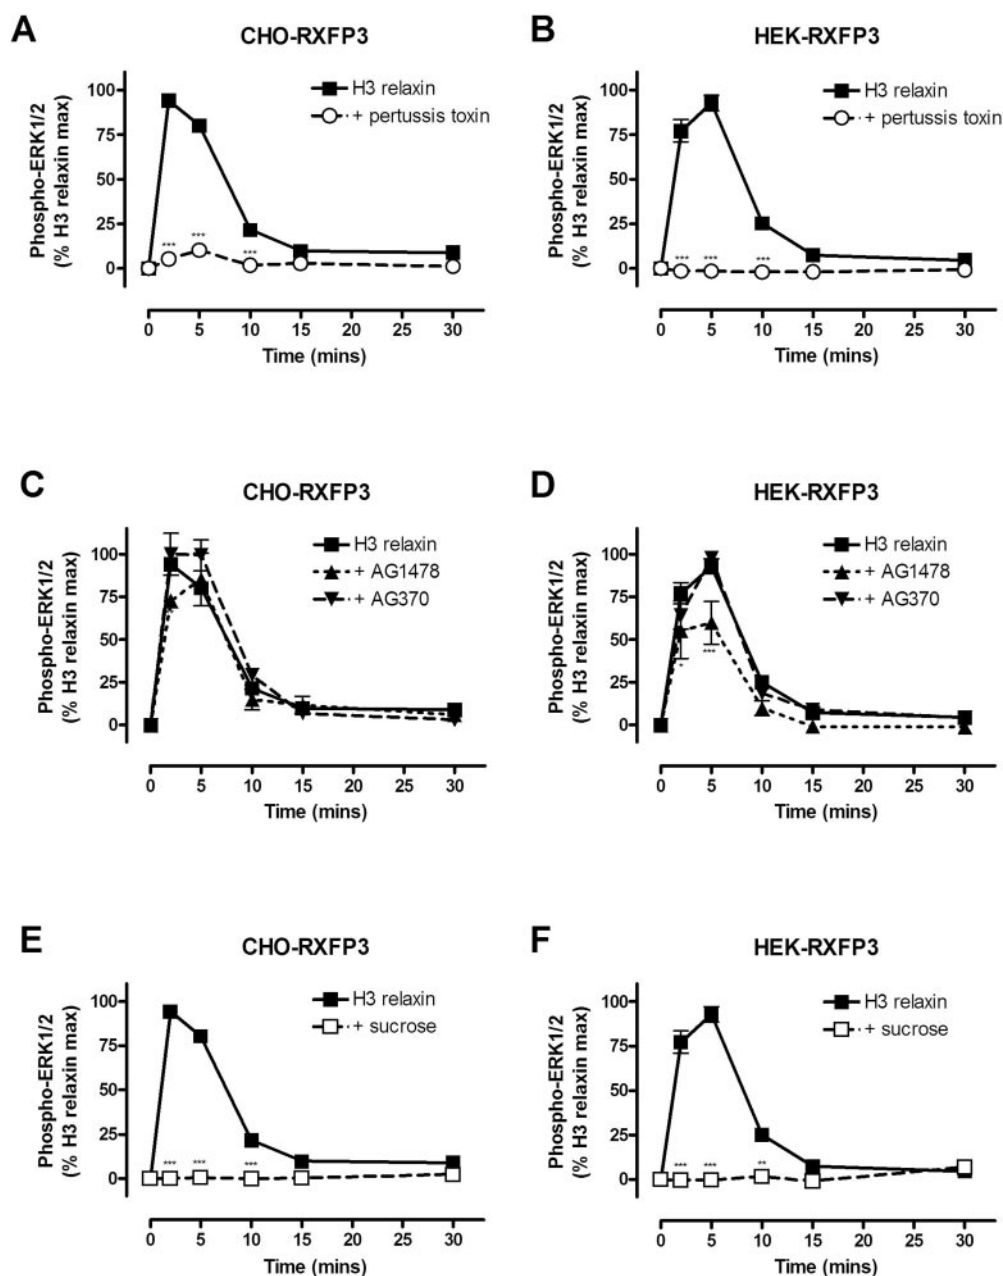 A
CHO-RXFP3
Phospho-ERK1/2
(% H3 relaxin max)
100
75
50
25
0
H3 relaxin
+ pertussis toxin
***
***
***
0 5 10 15 20 25 30
Time (mins)
B
HEK-RXFP3
Phospho-ERK1/2
(% H3 relaxin max)
100
75
50
25
0
H3 relaxin
+ pertussis toxin
*** *** ***
0 5 10 15 20 25 30
Time (mins)
C
CHO-RXFP3
Phospho-ERK1/2
(% H3 relaxin max)
100
75
50
25
0
H3 relaxin
+ AG1478
+ AG370
0 5 10 15 20 25 30
Time (mins)
D
HEK-RXFP3
Phospho-ERK1/2
(% H3 relaxin max)
100
75
50
25
0
H3 relaxin
+ AG1478
+ AG370
***
*
0 5 10 15 20 25 30
Time (mins)
E
CHO-RXFP3
Phospho-ERK1/2
(% H3 relaxin max)
100
75
50
25
0
H3 relaxin
+ sucrose
*** *** ***
0 5 10 15 20 25 30
Time (mins)
F
HEK-RXFP3
Phospho-ERK1/2
(% H3 relaxin max)
100
75
50
25
0
H3 relaxin
+ sucrose
*** *** **
0 5 10 15 20 25 30
Time (mins)